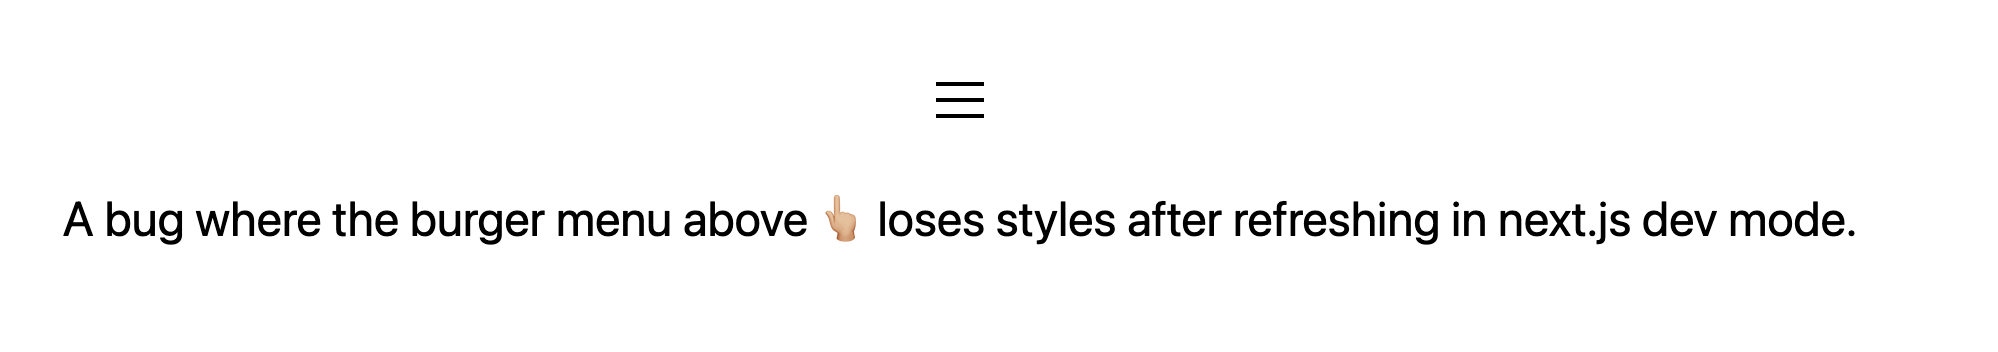 A bug where the burger menu above 👆🏼 loses styles after refreshing in next.js dev mode.